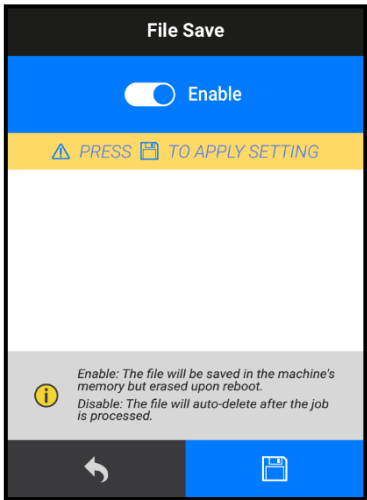 File Save
Enable
PRESS TO APPLY SETTING
Enable: The file will be saved in the machine's
memory but erased upon reboot.
Disable: The file will auto-delete after the job
is processed.